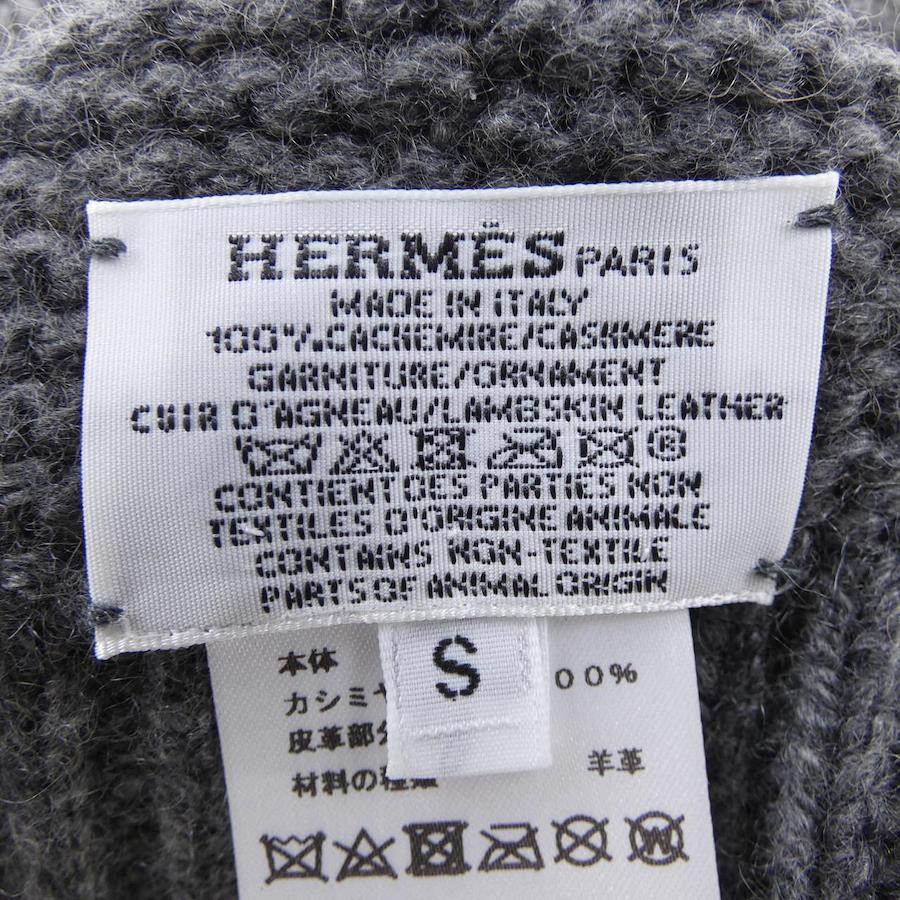 HERMÈS PARIS
MADE IN ITALY
100% CACHEMIRE/CASHMERE
GARNITURE/ORNAMENT
CUIR D'AGNEAU/LAMBSKIN LEATHER
CONTIENT DES PARTIES NON
TEXTILES D'ORIGINE ANIMALE
CONTAINS NON-TEXTILE
PARTS OF ANIMAL ORIGIN
S
本体
カシミヤ 00%
皮革部分
材料の種類 羊革